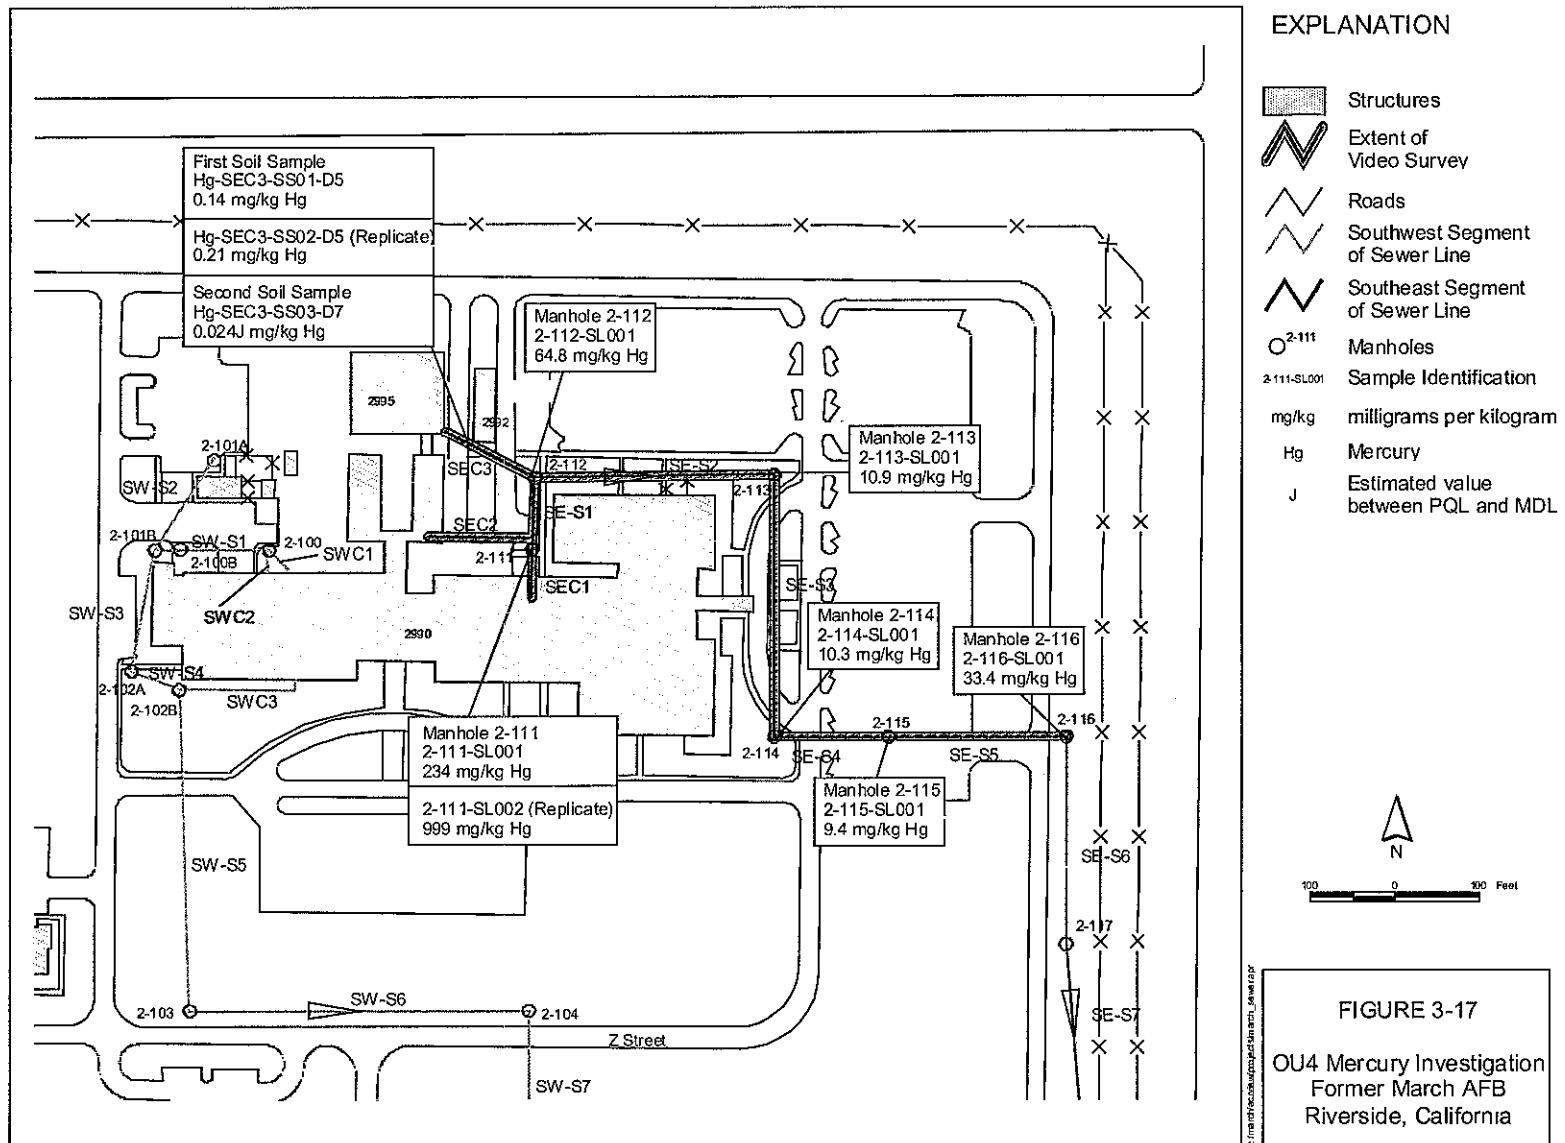 EXPLANATION
Structures
Extent of
Video Survey
Roads
Southwest Segment
of Sewer Line
Southeast Segment
of Sewer Line
2-111
Manholes
2-111-SL001
Sample Identification
mg/kg
milligrams per kilogram
Hg
Mercury
J
Estimated value
between PQL and MDL
First Soil Sample
Hg-SEC3-SS01-D5
0.14 mg/kg Hg
Hg-SEC3-SS02-D5 (Replicate)
0.21 mg/kg Hg
Second Soil Sample
Hg-SEC3-SS03-D7
0.024J mg/kg Hg
Manhole 2-112
2-112-SL001
64.8 mg/kg Hg
2995
2992
2-101A
SEC3
2-112
SE-S2
2-113
Manhole 2-113
2-113-SL001
10.9 mg/kg Hg
SW-S2
SE-S1
SEC2
2-101B
SW-S1
2-100
2-100B
SWC1
2-111
SEC1
SE-S3
SW-S3
SWC2
2990
Manhole 2-114
2-114-SL001
10.3 mg/kg Hg
Manhole 2-116
2-116-SL001
33.4 mg/kg Hg
SW-S4
2-102A
2-102B
SWC3
Manhole 2-111
2-111-SL001
234 mg/kg Hg
2-111-SL002 (Replicate)
999 mg/kg Hg
2-114
2-115
2-116
SE-S4
SE-S5
Manhole 2-115
2-115-SL001
9.4 mg/kg Hg
SW-S5
SE-S6
2-117
N
100 0 100 Feet
2-103
SW-S6
2-104
SE-S7
Z Street
SW-S7
FIGURE 3-17
OU4 Mercury Investigation
Former March AFB
Riverside, California